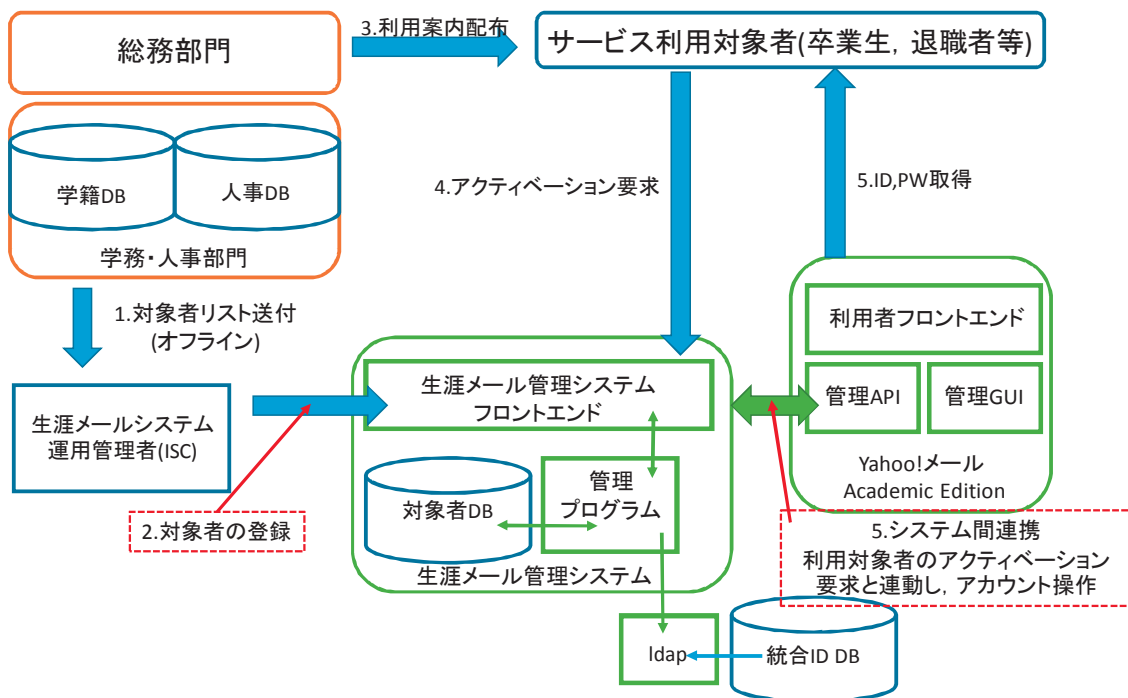 3.利用案内配布
総務部門
サービス利用対象者(卒業生，退職者等)
学籍DB
人事DB
学務・人事部門
4.アクティベーション要求
5.ID,PW取得
1.対象者リスト送付
(オフライン)
利用者フロントエンド
管理API
管理GUI
Yahoo!メール
Academic Edition
生涯メールシステム
運用管理者(ISC)
生涯メール管理システム
フロントエンド
対象者DB
管理
プログラム
生涯メール管理システム
2.対象者の登録
5.システム間連携
利用対象者のアクティベーション
要求と連動し，アカウント操作
ldap
統合ID DB